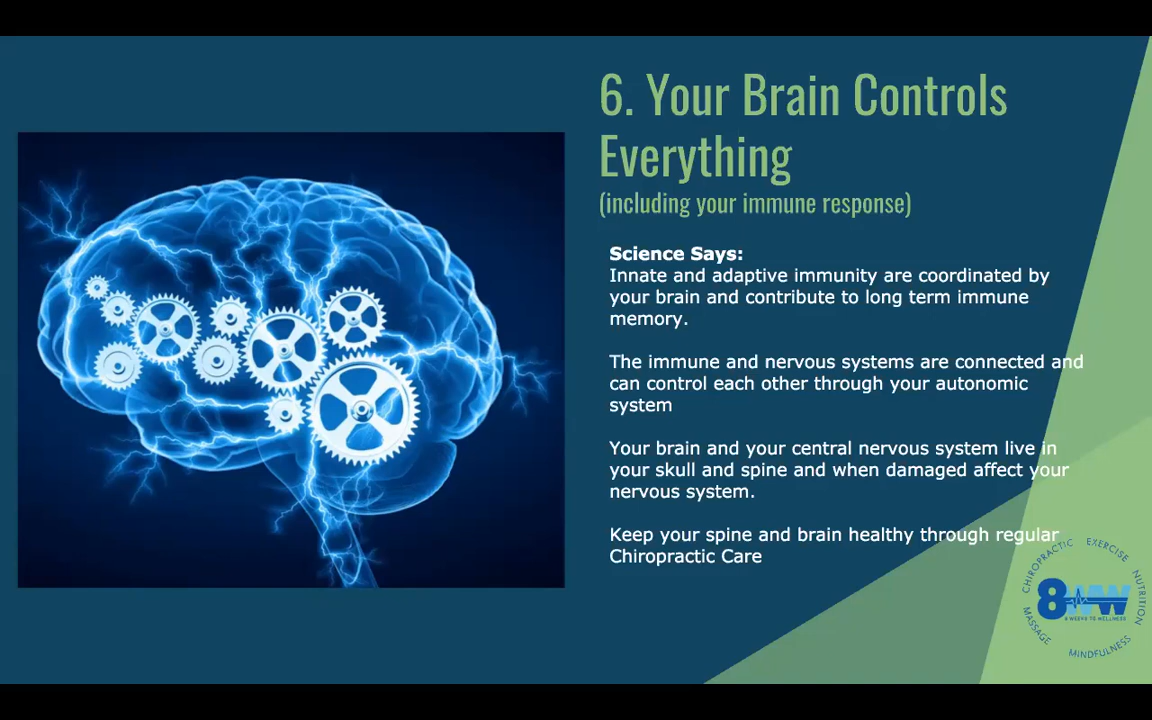 6. Your Brain Controls
Everything
(including your immune response)
Science Says:
Innate and adaptive immunity are coordinated by
your brain and contribute to long term immune
memory.
The immune and nervous systems are connected and
can control each other through your autonomic
system
Your brain and your central nervous system live in
your skull and spine and when damaged affect your
nervous system.
Keep your spine and brain healthy through regular
Chiropractic Care
CHIROPRACTIC EXERCISE NUTRITION MINDFULNESS MASSAGE
8WW
8 WEEKS TO WELLNESS